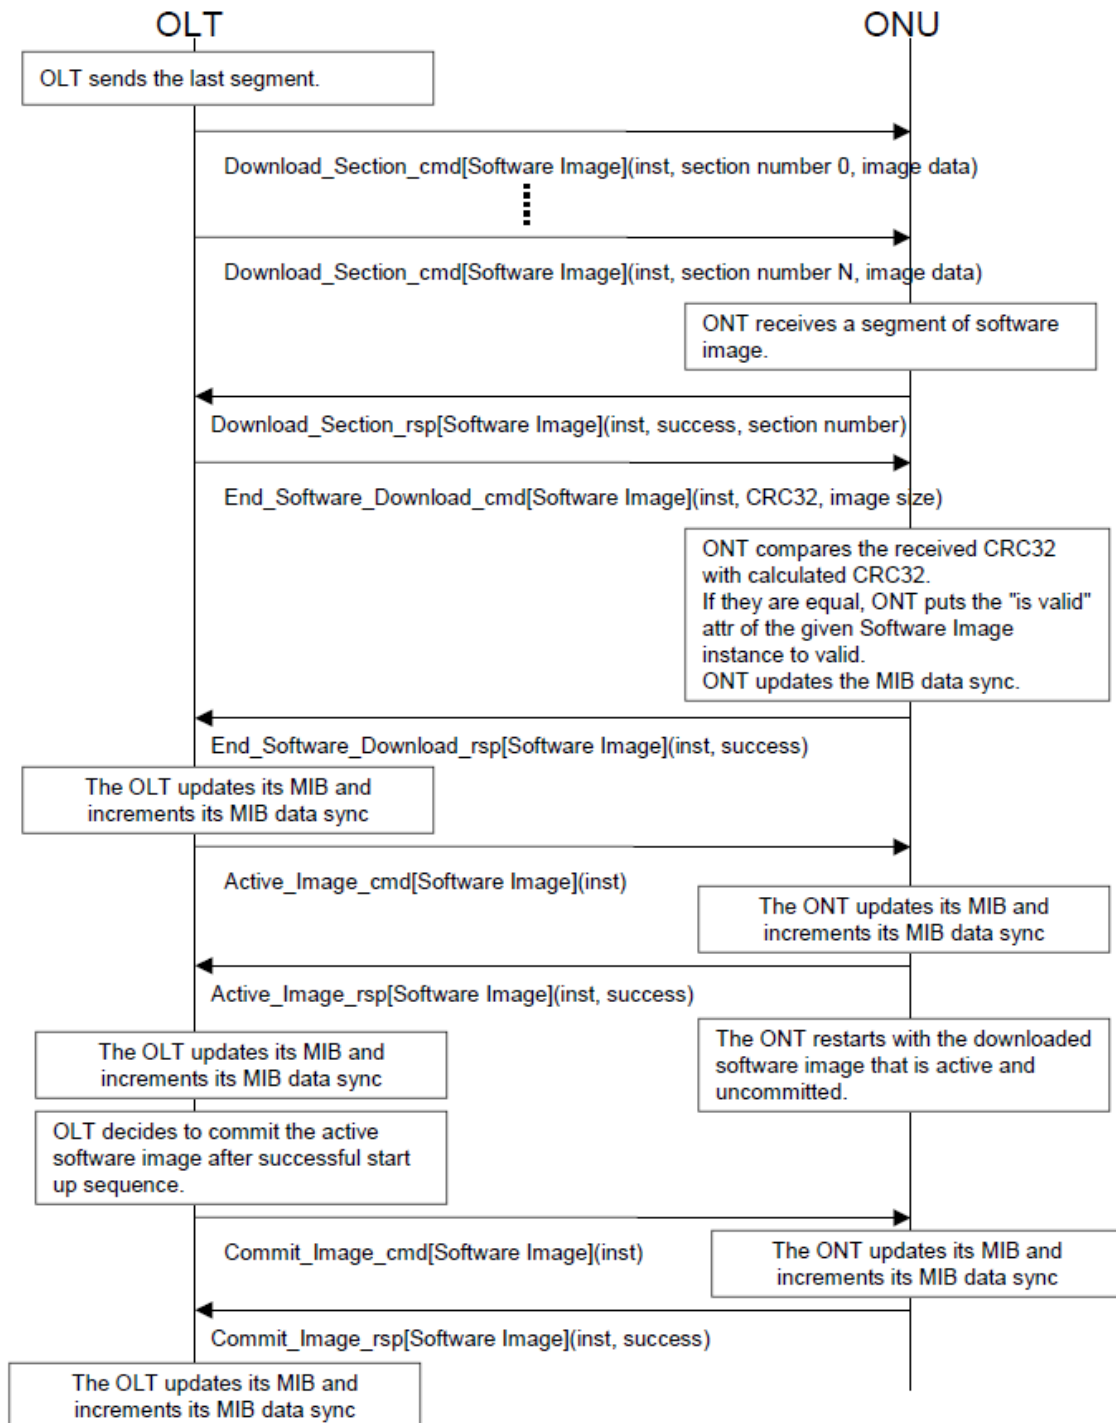 OLT
ONU
OLT sends the last segment.
Download_Section_cmd[Software Image](inst, section number 0, image data)
Download_Section_cmd[Software Image](inst, section number N, image data)
ONT receives a segment of software
image.
Download_Section_rsp[Software Image](inst, success, section number)
End_Software_Download_cmd[Software Image](inst, CRC32, image size)
ONT compares the received CRC32
with calculated CRC32.
If they are equal, ONT puts the "is valid"
attr of the given Software Image
instance to valid.
ONT updates the MIB data sync.
End_Software_Download_rsp[Software Image](inst, success)
The OLT updates its MIB and
increments its MIB data sync
Active_Image_cmd[Software Image](inst)
The ONT updates its MIB and
increments its MIB data sync
Active_Image_rsp[Software Image](inst, success)
The OLT updates its MIB and
increments its MIB data sync
The ONT restarts with the downloaded
software image that is active and
uncommitted.
OLT decides to commit the active
software image after successful start
up sequence.
Commit_Image_cmd[Software Image](inst)
The ONT updates its MIB and
increments its MIB data sync
Commit_Image_rsp[Software Image](inst, success)
The OLT updates its MIB and
increments its MIB data sync